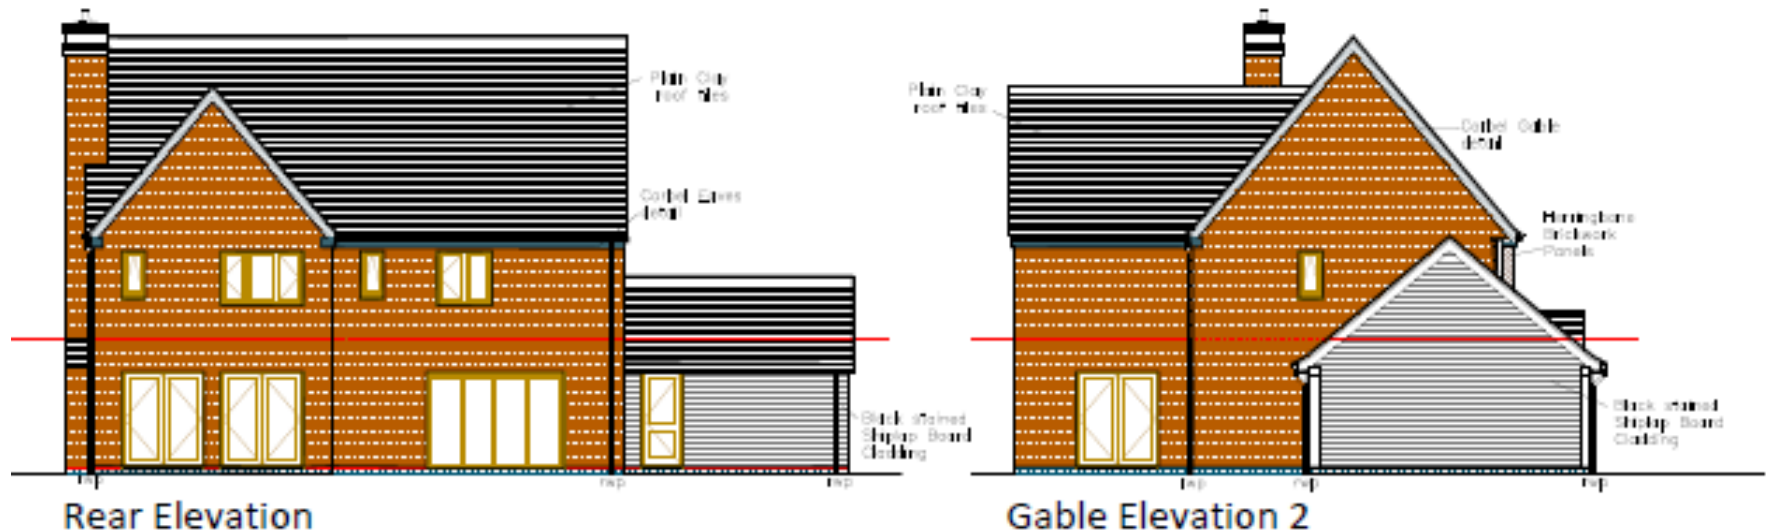 Plain Clay
roof tiles
Corbel Eaves
detail
Black stained
Shiplap Board
Cladding
rwp
rwp
rwp
Rear Elevation
Plain Clay
roof tiles
Corbel Gable
detail
Herringbone
Brickwork
Panels
Black stained
Shiplap Board
Cladding
rwp
rwp
rwp
Gable Elevation 2